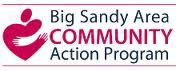 Big Sandy Area
COMMUNITY
Action Program